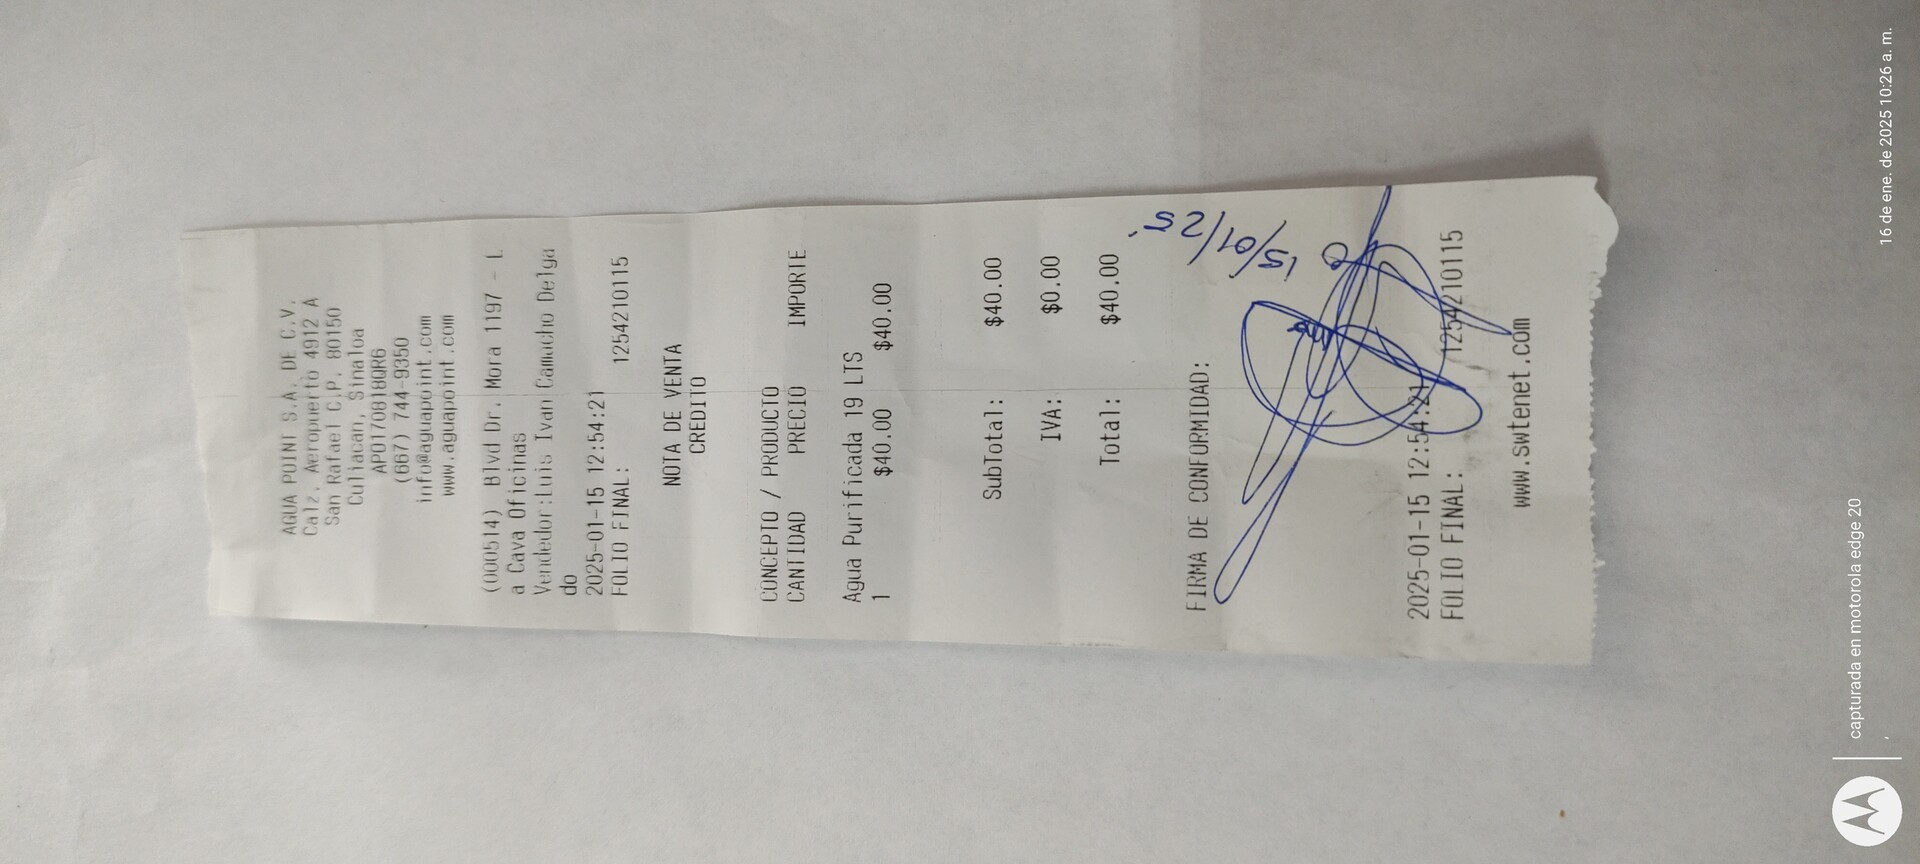 AGUA POINT S.A. DE C.V.
Calz. Aeropuerto 4912 A
San Rafael C.P. 80150
Culiacan, Sinaloa
APO170818QR6
(667) 744-9350
info@aguapoint.com
www.aguapoint.com
(000514) Blvd Dr. Mora 1197 - L
a Cava Oficinas
Vendedor:Luis Ivan Camacho Delga
do
2025-01-15 12:54:21
FOLIO FINAL: 1254210115
NOTA DE VENTA
CREDITO
CONCEPTO / PRODUCTO
CANTIDAD PRECIO IMPORTE
Agua Purificada 19 LTS
1 $40.00 $40.00
SubTotal: $40.00
IVA: $0.00
Total: $40.00
15/01/25
FIRMA DE CONFORMIDAD:
2025-01-15 12:54:21
FOLIO FINAL: 1254210115
www.swtenet.com
capturada en motorola edge 20
16 de ene. de 2025 10:26 a. m.